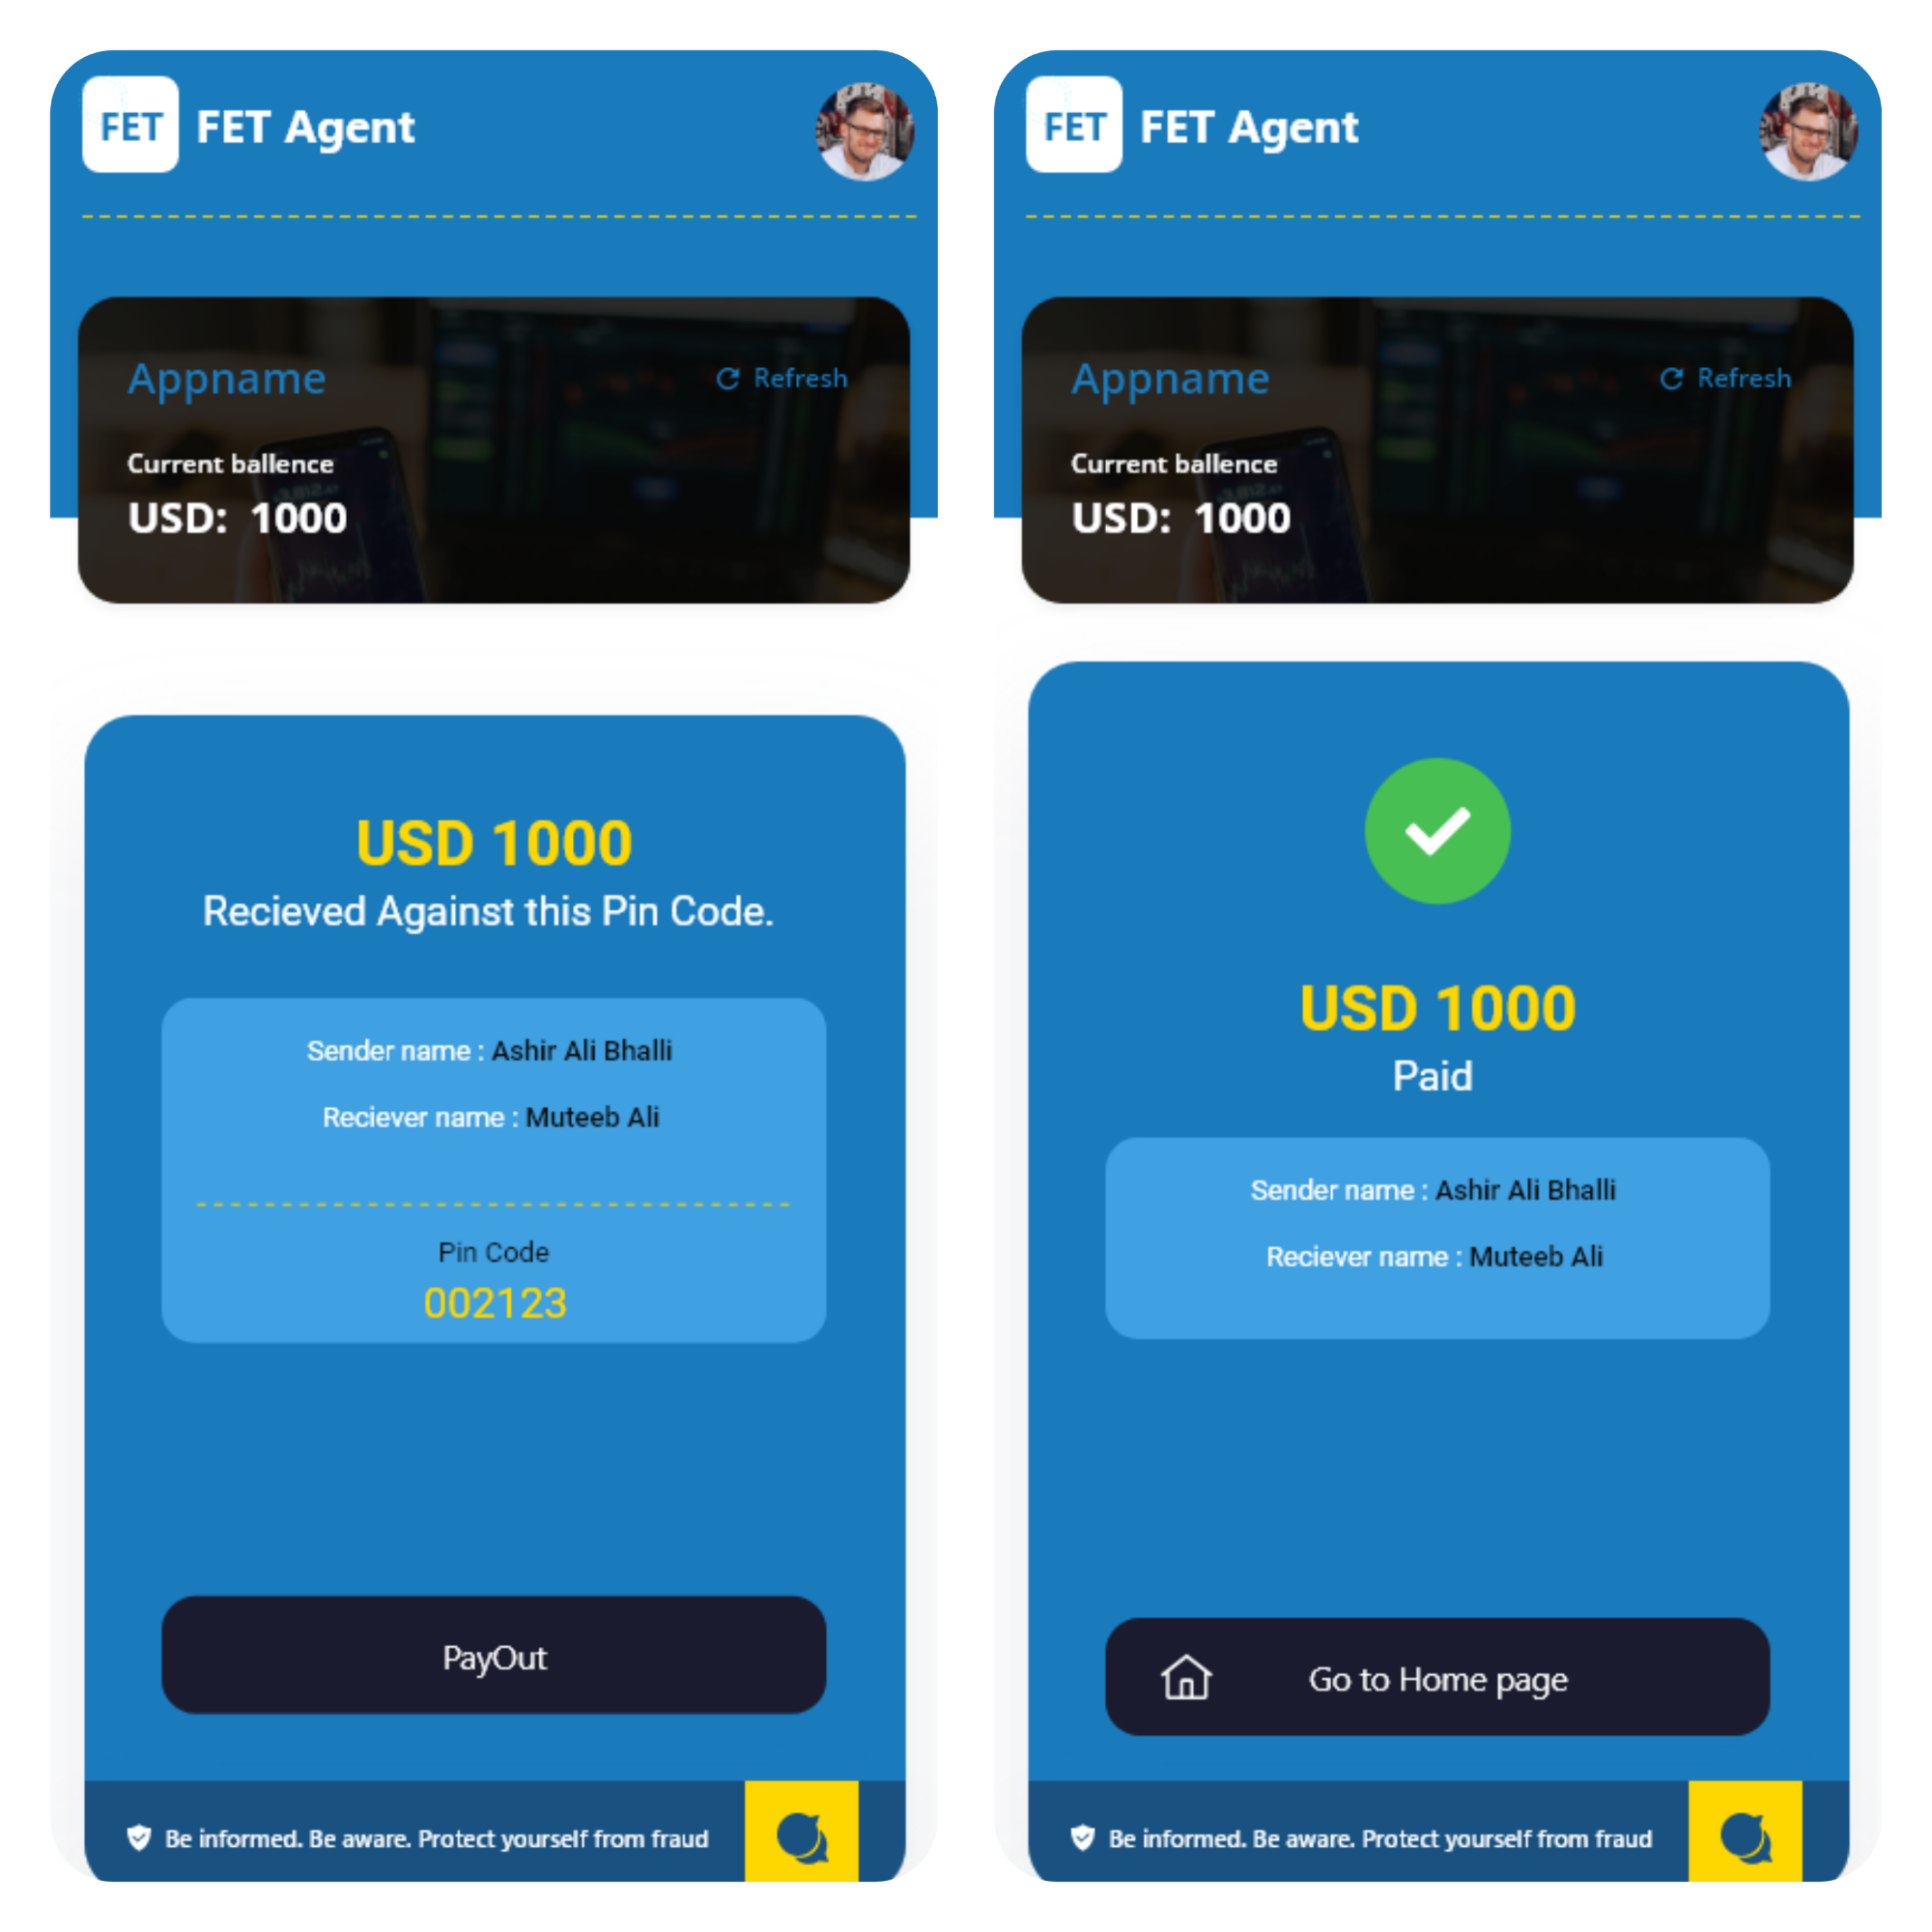 FET FET Agent
Appname Refresh
Current ballence
USD: 1000
USD 1000
Recieved Against this Pin Code.
Sender name : Ashir Ali Bhalli
Reciever name : Muteeb Ali
Pin Code
002123
PayOut
Be informed. Be aware. Protect yourself from fraud
FET FET Agent
Appname Refresh
Current ballence
USD: 1000
USD 1000
Paid
Sender name : Ashir Ali Bhalli
Reciever name : Muteeb Ali
Go to Home page
Be informed. Be aware. Protect yourself from fraud